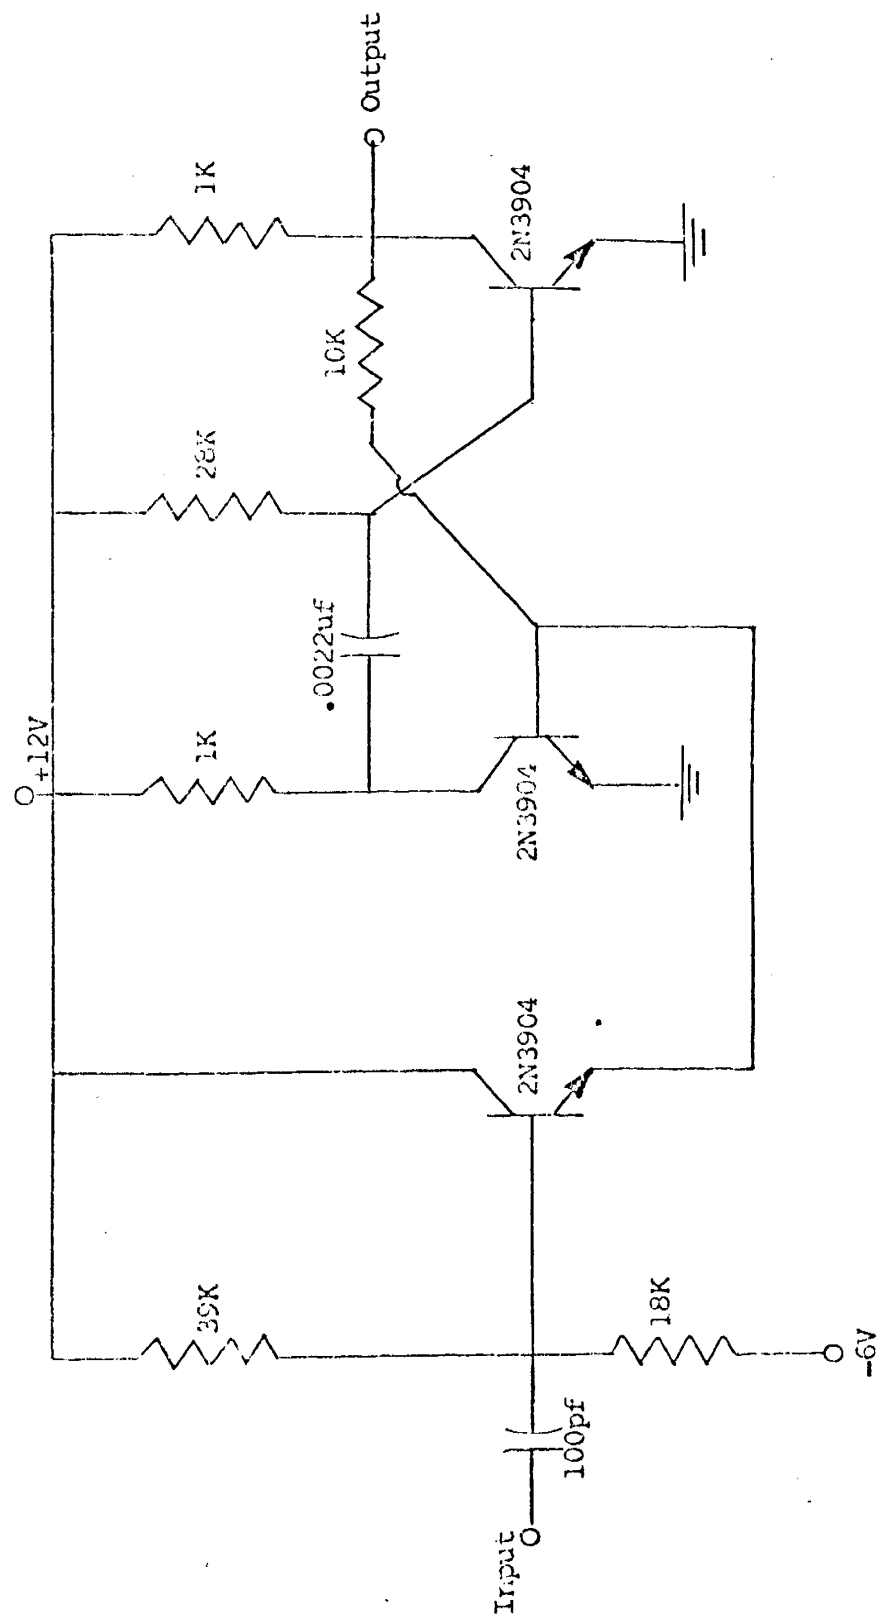 +12V
39K
1K
28K
1K
.0022uf
10K
Output
2N3904
2N3904
2N3904
Input
100pf
18K
-6V